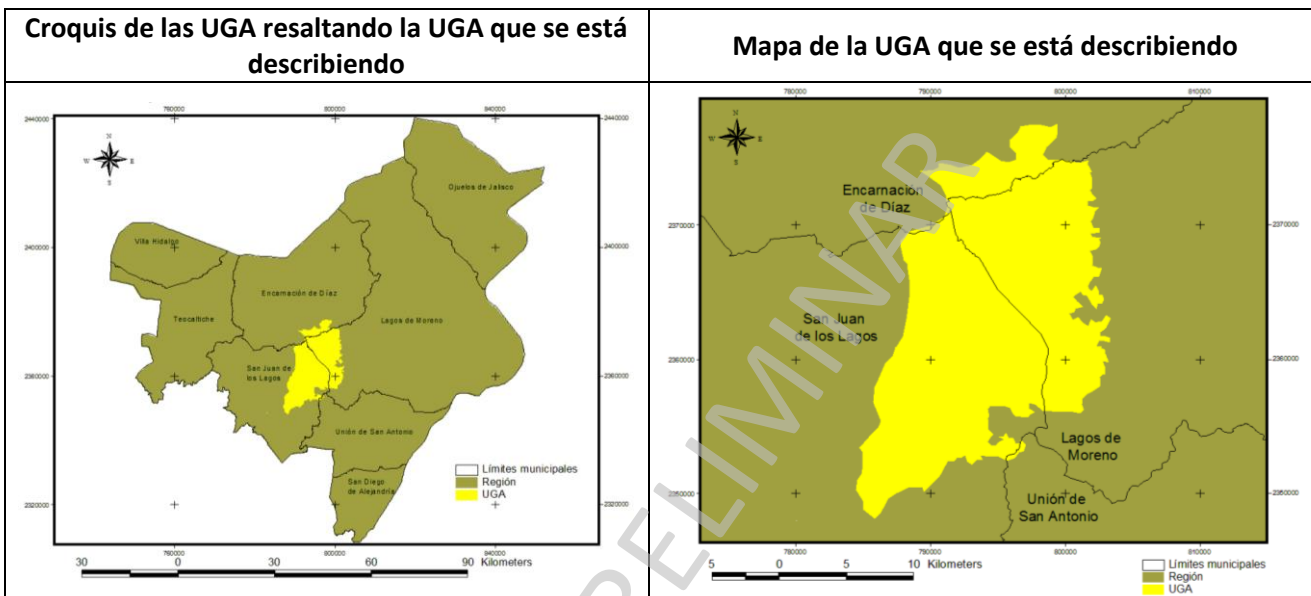 Croquis de las UGA resaltando la UGA que se está
describiendo
Mapa de la UGA que se está describiendo
760000
800000
840000
2440000
2440000
N
W
E
S
Ojuelos de Jalisco
Villa Hidalgo
2400000
2400000
Encarnación de Díaz
Teocaltiche
Lagos de Moreno
San Juan de
los Lagos
2360000
2360000
Unión de San Antonio
San Diego
de Alejandría
Límites municipales
Región
UGA
2320000
2320000
760000
800000
840000
30
0
30
60
90 Kilometers
780000
790000
800000
810000
N
W
E
S
Encarnación
de Díaz
2370000
2370000
San Juan
de los Lagos
2360000
2360000
Lagos de
Moreno
2350000
2350000
Unión de
San Antonio
780000
790000
800000
810000
5
0
5
10 Kilometers
Límites municipales
Región
UGA
PRELIMINAR